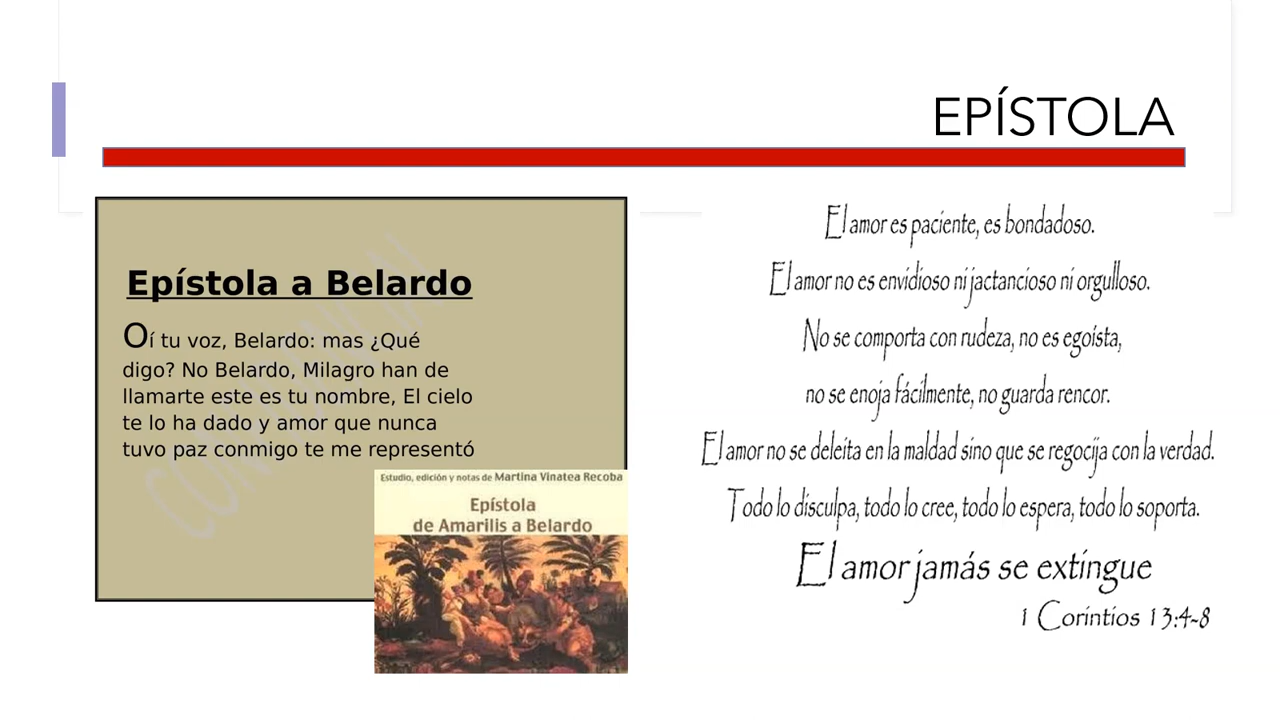 EPÍSTOLA
Epístola a Belardo
Oí tu voz, Belardo: mas ¿Qué
digo? No Belardo, Milagro han de
llamarte este es tu nombre, El cielo
te lo ha dado y amor que nunca
tuvo paz conmigo te me representó
Estudio, edición y notas de Martina Vinatea Recoba
Epístola
de Amarilis a Belardo
El amor es paciente, es bondadoso.
El amor no es envidioso ni jactancioso ni orgulloso.
No se comporta con rudeza, no es egoísta,
no se enoja fácilmente, no guarda rencor.
El amor no se deleita en la maldad sino que se regocija con la verdad.
Todo lo disculpa, todo lo cree, todo lo espera, todo lo soporta.
El amor jamás se extingue
1 Corintios 13:4-8